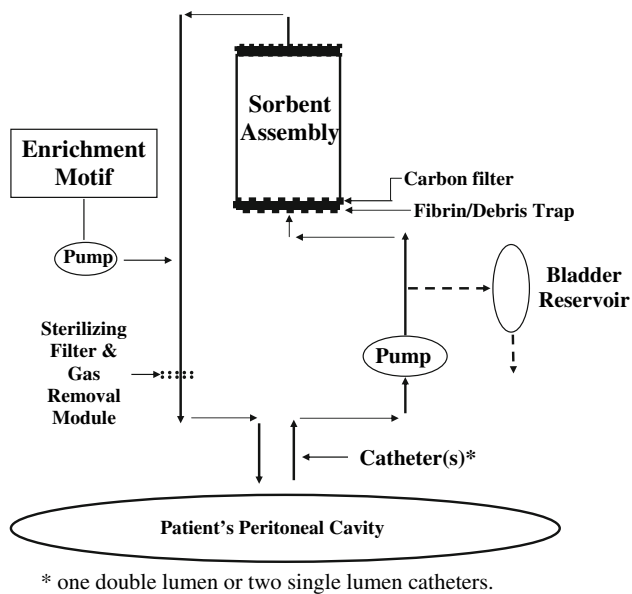 Sorbent
Assembly
Enrichment
Motif
Carbon filter
Fibrin/Debris Trap
Pump
Bladder
Reservoir
Sterilizing
Filter &
Gas
Removal
Module
Pump
Catheter(s)*
Patient's Peritoneal Cavity
* one double lumen or two single lumen catheters.